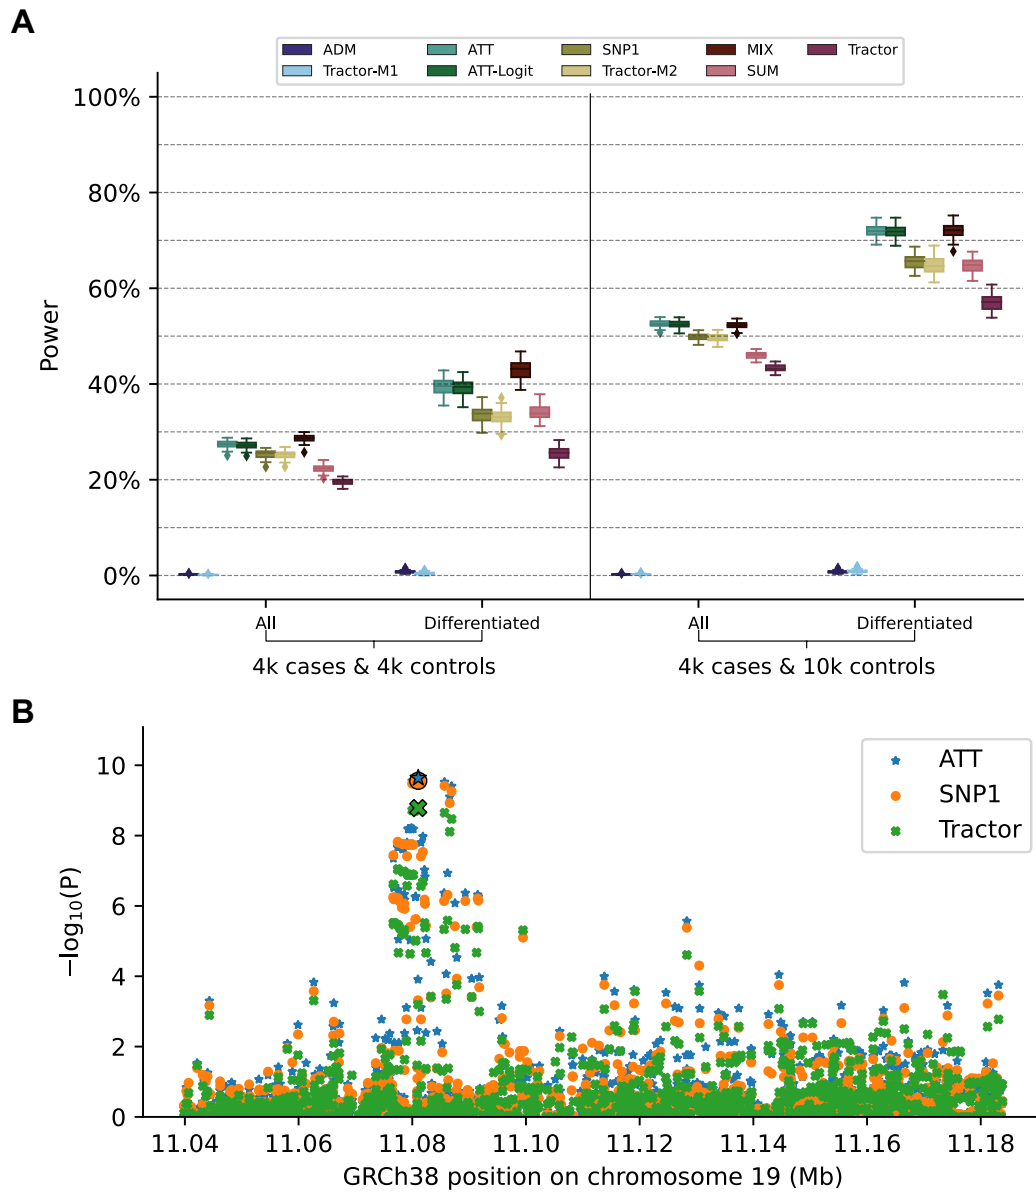 A
ADM ATT SNP1 MIX Tractor
Tractor-M1 ATT-Logit Tractor-M2 SUM
100%
80%
60%
40%
20%
0%
Power
All Differentiated All Differentiated
4k cases & 4k controls 4k cases & 10k controls
B
ATT
SNP1
Tractor
10
8
6
4
2
0
−log₁₀(P)
11.04 11.06 11.08 11.10 11.12 11.14 11.16 11.18
GRCh38 position on chromosome 19 (Mb)